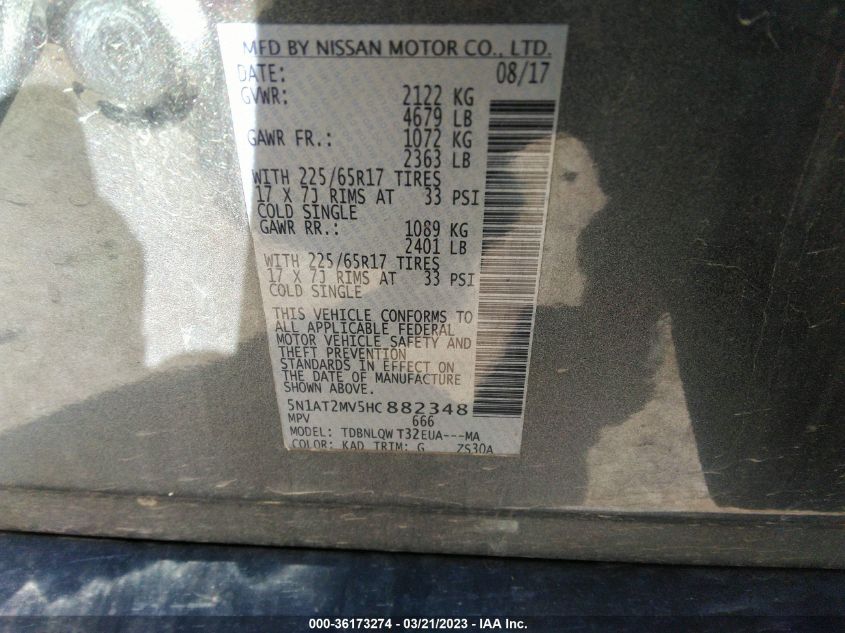 MFD BY NISSAN MOTOR CO., LTD.
DATE: 08/17
GVWR: 2122 KG
4679 LB
GAWR FR.: 1072 KG
2363 LB
WITH 225/65R17 TIRES
17 X 7J RIMS AT 33 PSI
COLD SINGLE
GAWR RR.: 1089 KG
2401 LB
WITH 225/65R17 TIRES
17 X 7J RIMS AT 33 PSI
COLD SINGLE
THIS VEHICLE CONFORMS TO
ALL APPLICABLE FEDERAL
MOTOR VEHICLE SAFETY AND
THEFT PREVENTION
STANDARDS IN EFFECT ON
THE DATE OF MANUFACTURE
SHOWN ABOVE.
5N1AT2MV5HC882348
MPV 666
MODEL: TDBNLQW T32EUA---MA
COLOR: KAD TRIM: G ZS30A
000-36173274 - 03/21/2023 - IAA Inc.